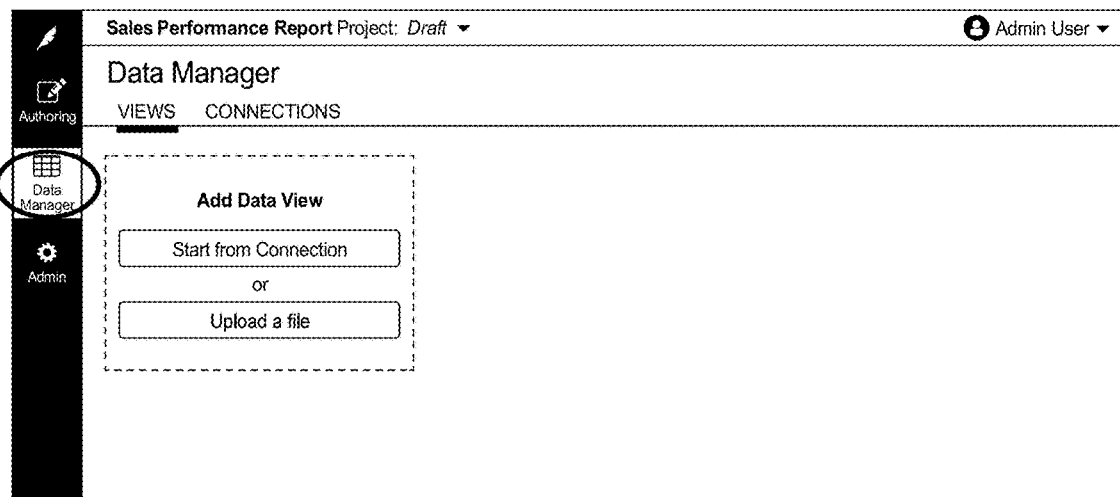 Sales Performance Report Project: Draft
Admin User
Authoring
Data
Manager
Admin
Data Manager
VIEWS CONNECTIONS
Add Data View
Start from Connection
or
Upload a file